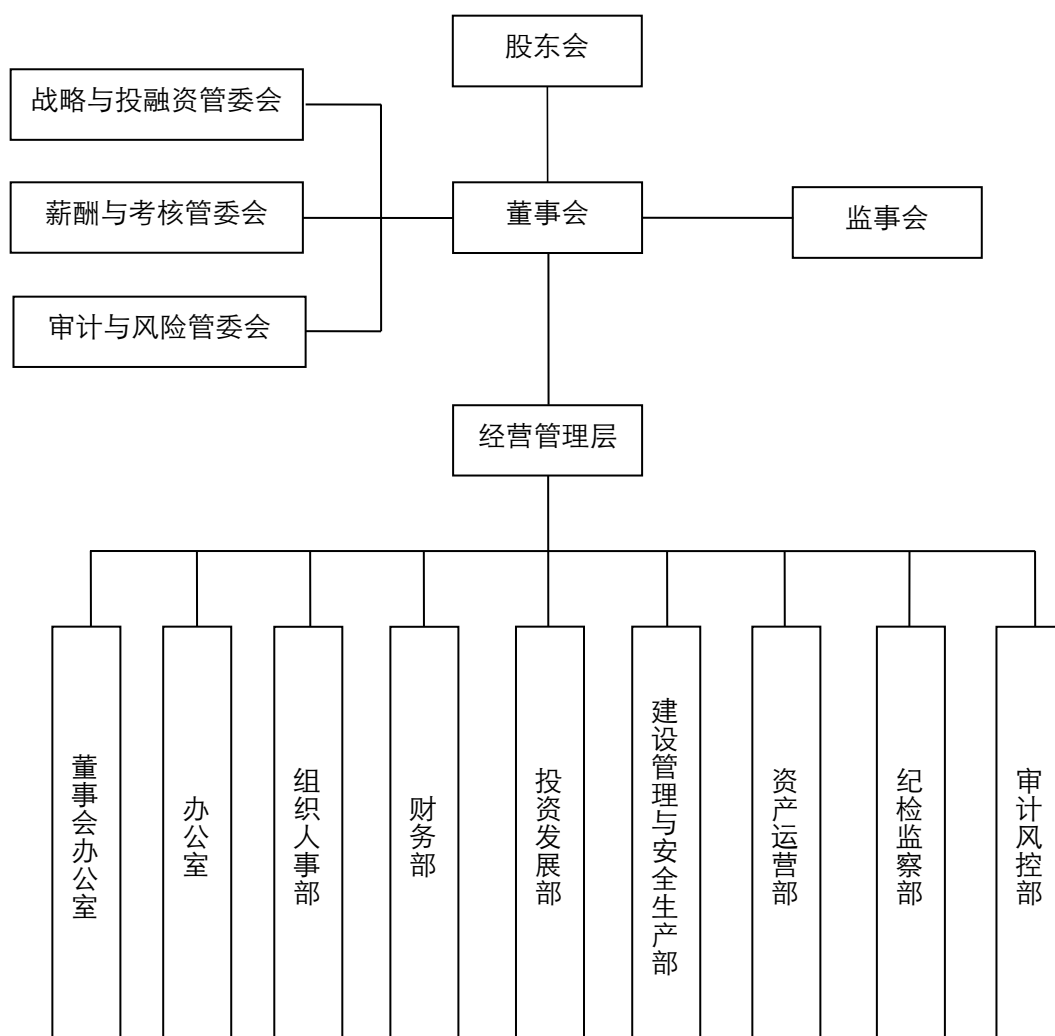 股东会
战略与投融资管委会
薪酬与考核管委会
董事会
监事会
审计与风险管委会
经营管理层
董事会办公室
办公室
组织人事部
财务部
投资发展部
建设管理与安全生产部
资产运营部
纪检监察部
审计风控部